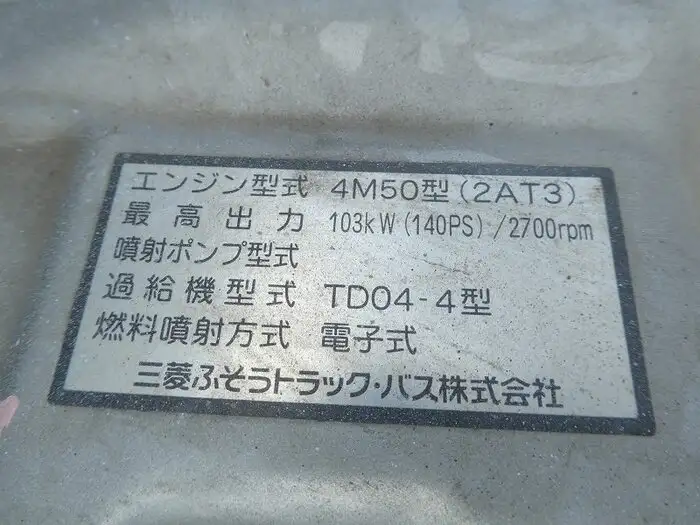 エンジン型式 4M50型(2AT3)
最高出力 103kW(140PS)/2700rpm
噴射ポンプ型式
過給機型式 TD04-4型
燃料噴射方式 電子式
三菱ふそうトラック・バス株式会社